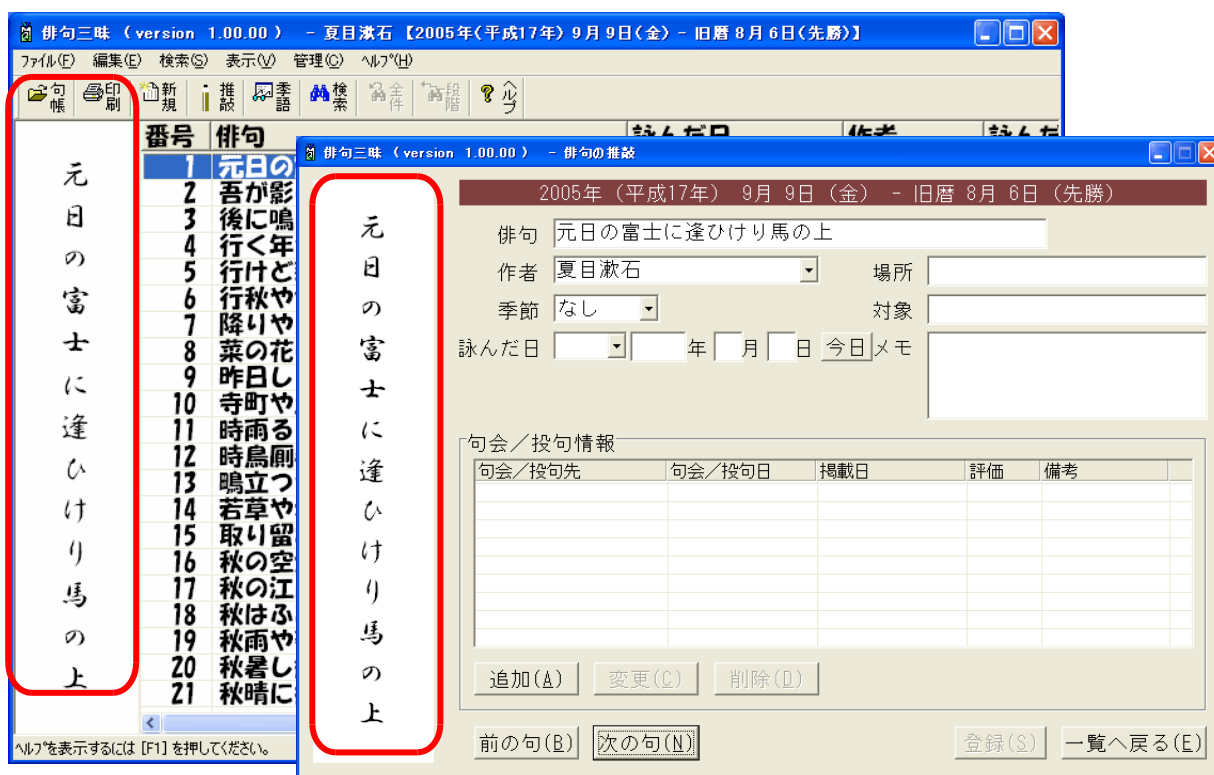 俳句三昧 (version 1.00.00) - 夏目漱石 【2005年(平成17年) 9月 9日(金) - 旧暦 8月 6日(先勝)】
ファイル(F) 編集(E) 検索(S) 表示(V) 管理(C) ヘルプ(H)
句帳 印刷 新規 推敲 季語 検索 全件 段階 ヘルプ
元日の富士に逢ひけり馬の上
番号 俳句 詠んだ日 作者
1 元日の
2 吾が影
3 後に鳴
4 行く年
5 行けど
6 行秋や
7 降りや
8 菜の花
9 昨日し
10 寺町や
11 時雨る
12 時鳥厠
13 鴫立つ
14 若草や
15 取り留
16 秋の空
17 秋の江
18 秋はふ
19 秋雨や
20 秋暑し
21 秋晴に
ヘルプを表示するには [F1] を押してください。
俳句三昧 (version 1.00.00) - 俳句の推敲
元日の富士に逢ひけり馬の上
2005年 (平成17年) 9月 9日 (金) - 旧暦 8月 6日 (先勝)
俳句 元日の富士に逢ひけり馬の上
作者 夏目漱石 場所
季節 なし 対象
詠んだ日 年 月 日 今日 メモ
句会/投句情報
句会/投句先 句会/投句日 掲載日 評価 備考
追加(A) 変更(C) 削除(D)
前の句(B) 次の句(N) 登録(S) 一覧へ戻る(E)